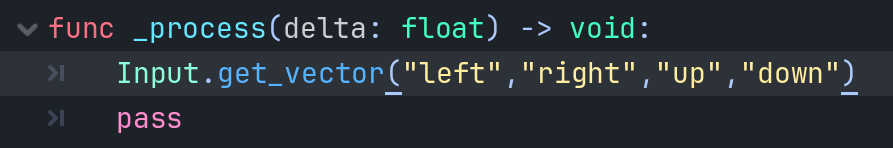 func _process(delta: float) -> void:
Input.get_vector("left","right","up","down")
pass